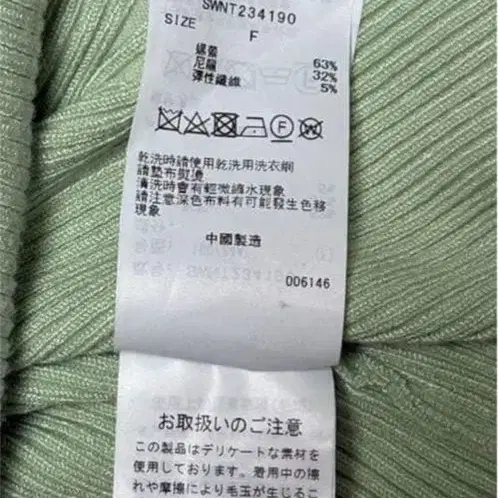 SWNT234190
SIZE F
嫘縈 63%
尼龍 32%
彈性纖維 5%
乾洗時請使用乾洗用洗衣網
請墊布熨燙
清洗時會有輕微縮水現象
請注意深色布料有可能發生色移
現象
中國製造
006146
お取扱いのご注意
この製品はデリケートな素材を
使用しております。着用中の擦
れや摩擦により毛玉が生じるこ